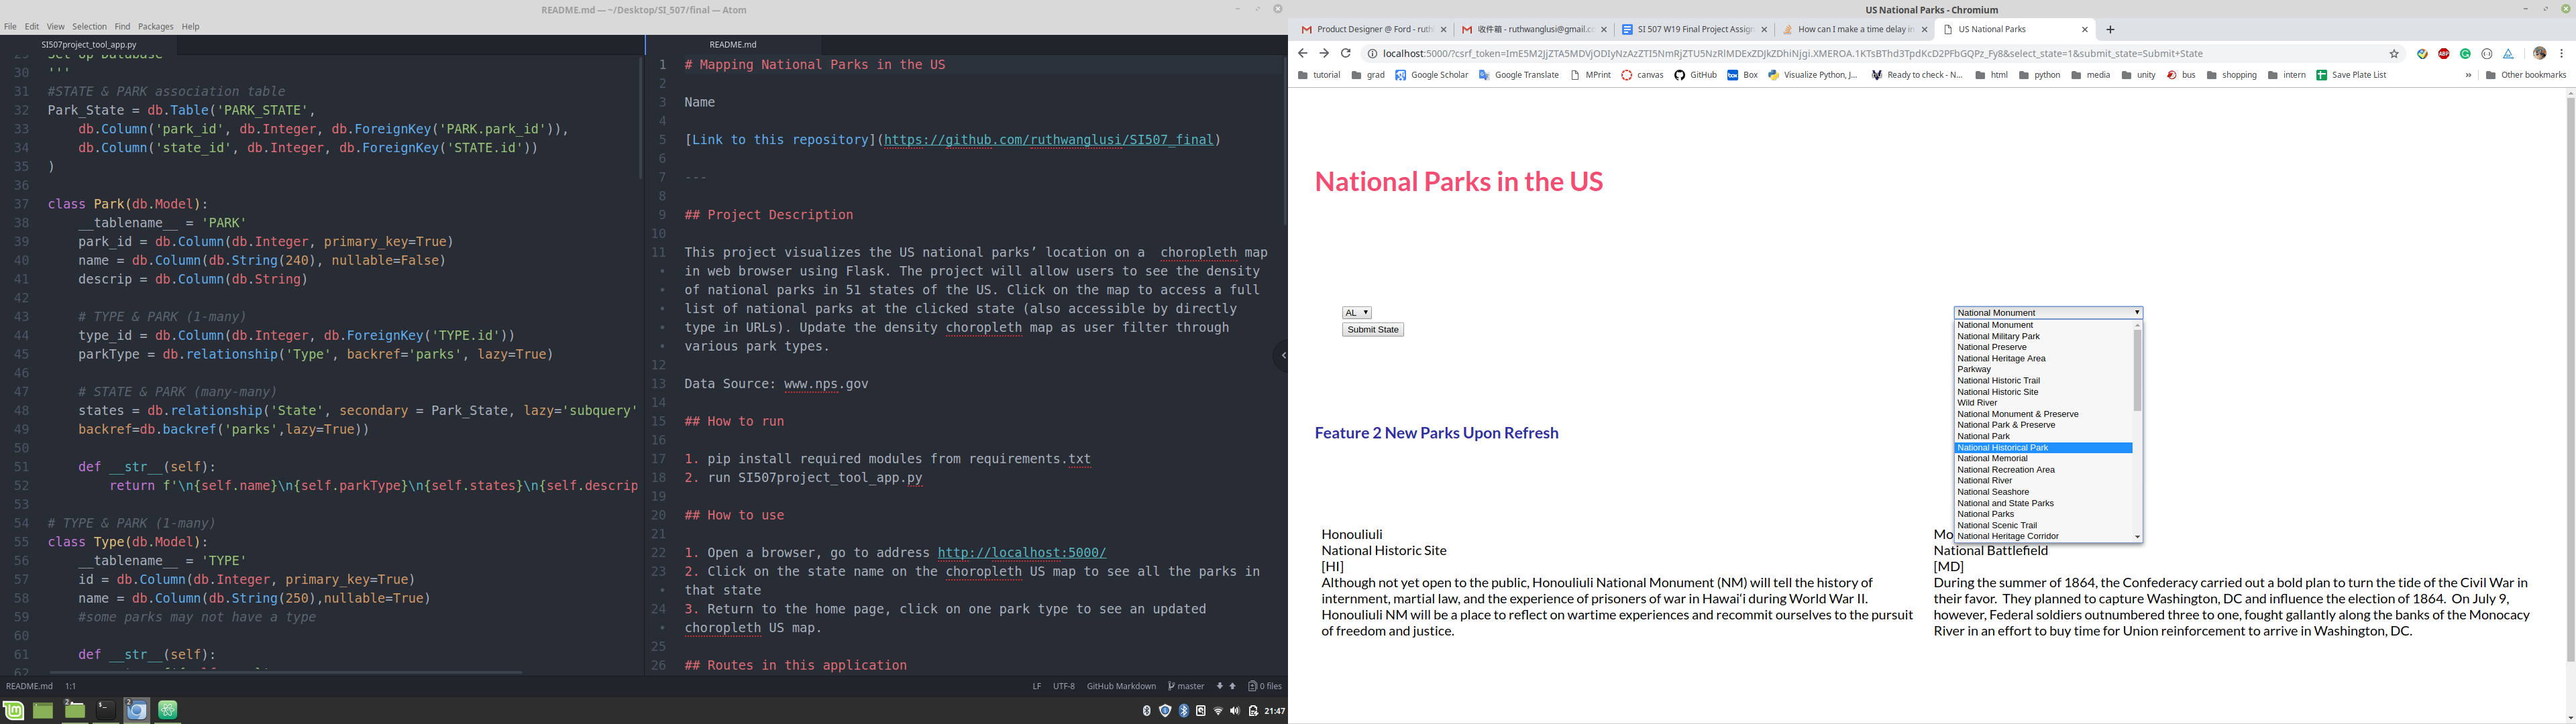 README.md — ~/Desktop/SI_507/final — Atom
File Edit View Selection Find Packages Help
SI507project_tool_app.py
30 '''
31 #STATE & PARK association table
32 Park_State = db.Table('PARK_STATE',
33 db.Column('park_id', db.Integer, db.ForeignKey('PARK.park_id')),
34 db.Column('state_id', db.Integer, db.ForeignKey('STATE.id'))
35 )
36
37 class Park(db.Model):
38 __tablename__ = 'PARK'
39 park_id = db.Column(db.Integer, primary_key=True)
40 name = db.Column(db.String(240), nullable=False)
41 descrip = db.Column(db.String)
42
43 # TYPE & PARK (1-many)
44 type_id = db.Column(db.Integer, db.ForeignKey('TYPE.id'))
45 parkType = db.relationship('Type', backref='parks', lazy=True)
46
47 # STATE & PARK (many-many)
48 states = db.relationship('State', secondary = Park_State, lazy='subquery'
49 backref=db.backref('parks',lazy=True))
50
51 def __str__(self):
52 return f'\n{self.name}\n{self.parkType}\n{self.states}\n{self.descrip
53
54 # TYPE & PARK (1-many)
55 class Type(db.Model):
56 __tablename__ = 'TYPE'
57 id = db.Column(db.Integer, primary_key=True)
58 name = db.Column(db.String(250),nullable=True)
59 #some parks may not have a type
60
61 def __str__(self):
62
README.md
1 # Mapping National Parks in the US
2
3 Name
4
5 [Link to this repository](https://github.com/ruthwanglusi/SI507_final)
6
7 ---
8
9 ## Project Description
10
11 This project visualizes the US national parks’ location on a choropleth map
• in web browser using Flask. The project will allow users to see the density
• of national parks in 51 states of the US. Click on the map to access a full
• list of national parks at the clicked state (also accessible by directly
• type in URLs). Update the density choropleth map as user filter through
• various park types.
12
13 Data Source: www.nps.gov
14
15 ## How to run
16
17 1. pip install required modules from requirements.txt
18 2. run SI507project_tool_app.py
19
20 ## How to use
21
22 1. Open a browser, go to address http://localhost:5000/
23 2. Click on the state name on the choropleth US map to see all the parks in
• that state
24 3. Return to the home page, click on one park type to see an updated
• choropleth US map.
25
26 ## Routes in this application
README.md 1:1
LF UTF-8 GitHub Markdown master 0 files
2 2
21:47
US National Parks - Chromium
Product Designer @ Ford - ruth
收件箱 - ruthwanglusi@gmail.c
SI 507 W19 Final Project Assign
How can I make a time delay in
US National Parks
localhost:5000/?csrf_token=ImE5M2JjZTA5MDVjODIyNzAzZTI5NmRjZTU5NzRlMDExZDJkZDhiNjgi.XMEROA.1KTsBThd3TpdKcD2PFbGQPz_Fy8&select_state=1&submit_state=Submit+State
tutorial grad Google Scholar Google Translate MPrint canvas GitHub Box Visualize Python, J... Ready to check - N... html python media unity bus shopping intern Save Plate List » Other bookmarks
National Parks in the US
AL
Submit State
National Monument
National Monument
National Military Park
National Preserve
National Heritage Area
Parkway
National Historic Trail
National Historic Site
Wild River
National Monument & Preserve
National Park & Preserve
National Park
National Historical Park
National Memorial
National Recreation Area
National River
National Seashore
National and State Parks
National Parks
National Scenic Trail
National Heritage Corridor
Feature 2 New Parks Upon Refresh
Honouliuli
National Historic Site
[HI]
Although not yet open to the public, Honouliuli National Monument (NM) will tell the history of
internment, martial law, and the experience of prisoners of war in Hawai‘i during World War II.
Honouliuli NM will be a place to reflect on wartime experiences and recommit ourselves to the pursuit
of freedom and justice.
Mo
National Battlefield
[MD]
During the summer of 1864, the Confederacy carried out a bold plan to turn the tide of the Civil War in
their favor. They planned to capture Washington, DC and influence the election of 1864. On July 9,
however, Federal soldiers outnumbered three to one, fought gallantly along the banks of the Monocacy
River in an effort to buy time for Union reinforcement to arrive in Washington, DC.